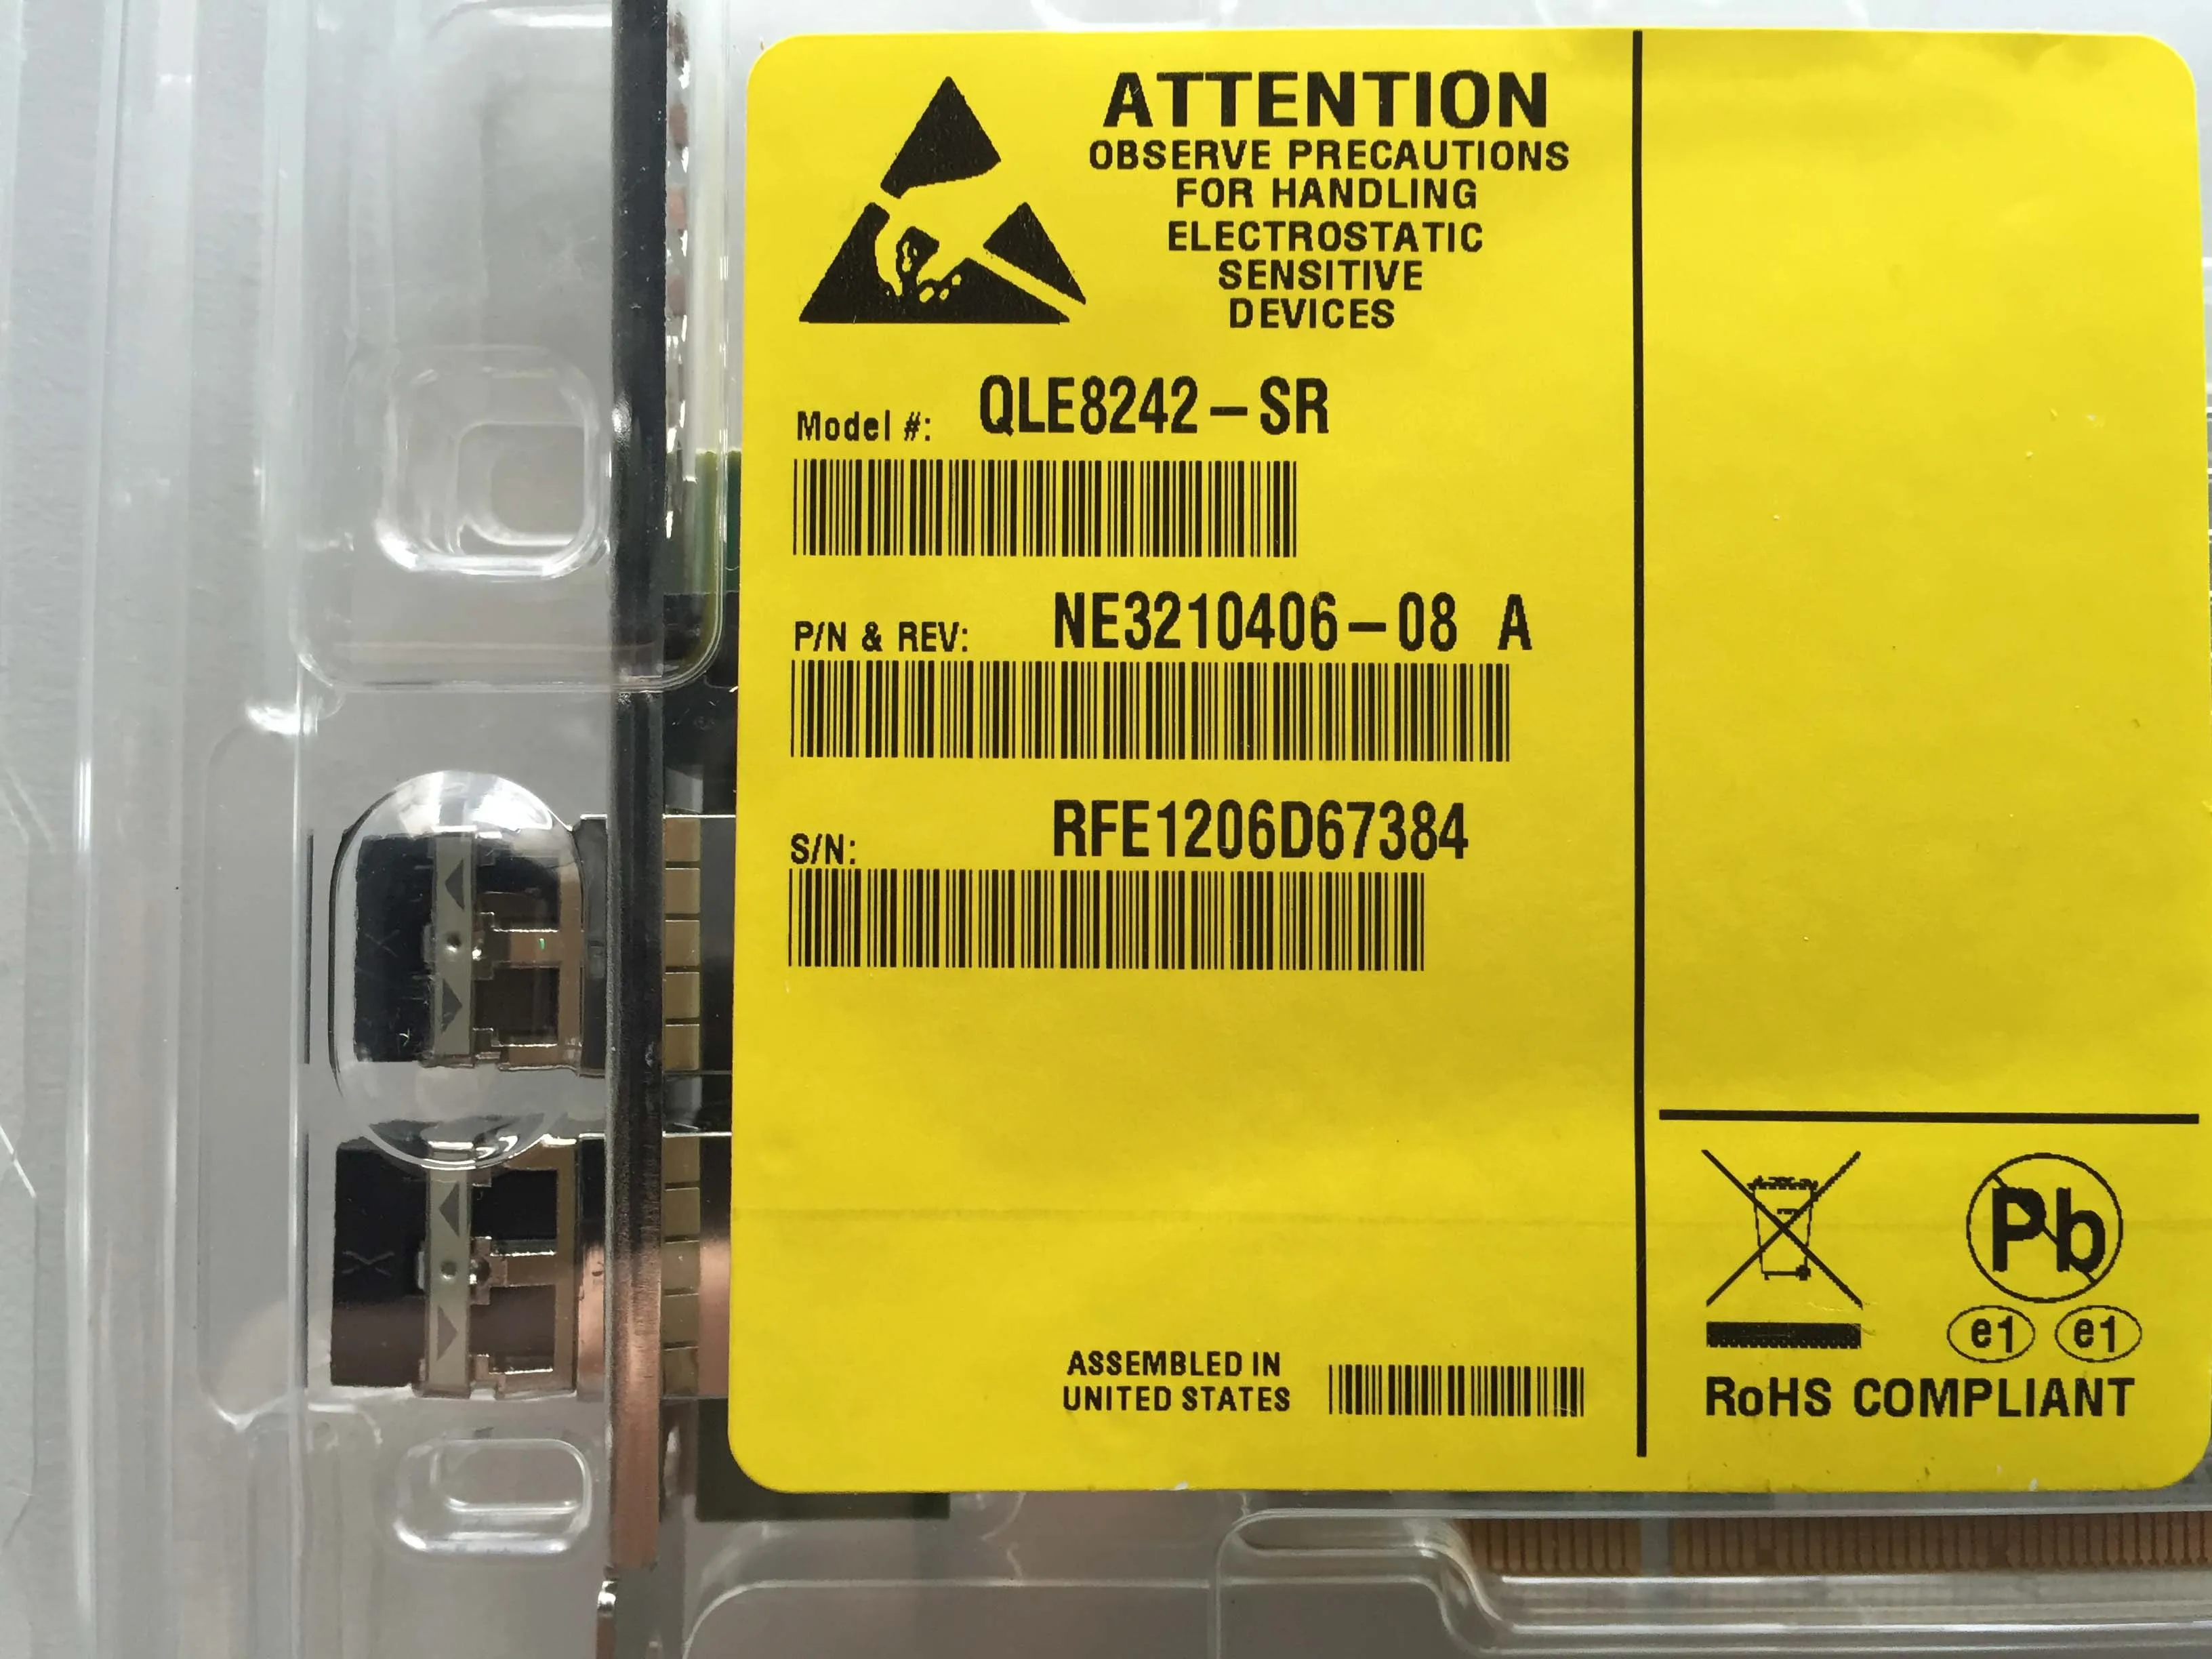 ATTENTION
OBSERVE PRECAUTIONS
FOR HANDLING
ELECTROSTATIC
SENSITIVE
DEVICES
Model #: QLE8242-SR
P/N & REV: NE3210406-08 A
S/N: RFE1206D67384
ASSEMBLED IN
UNITED STATES
Pb
e1 e1
RoHS COMPLIANT